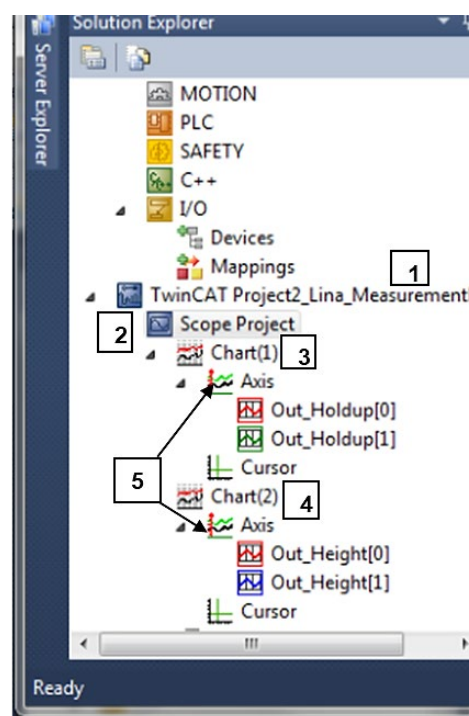 Solution Explorer
Server Explorer
MOTION
PLC
SAFETY
C++
I/O
Devices
Mappings
1
TwinCAT Project2_Lina_Measurement
2
Scope Project
Chart(1)
3
Axis
Out_Holdup[0]
Out_Holdup[1]
5
Cursor
Chart(2)
4
Axis
Out_Height[0]
Out_Height[1]
Cursor
Ready